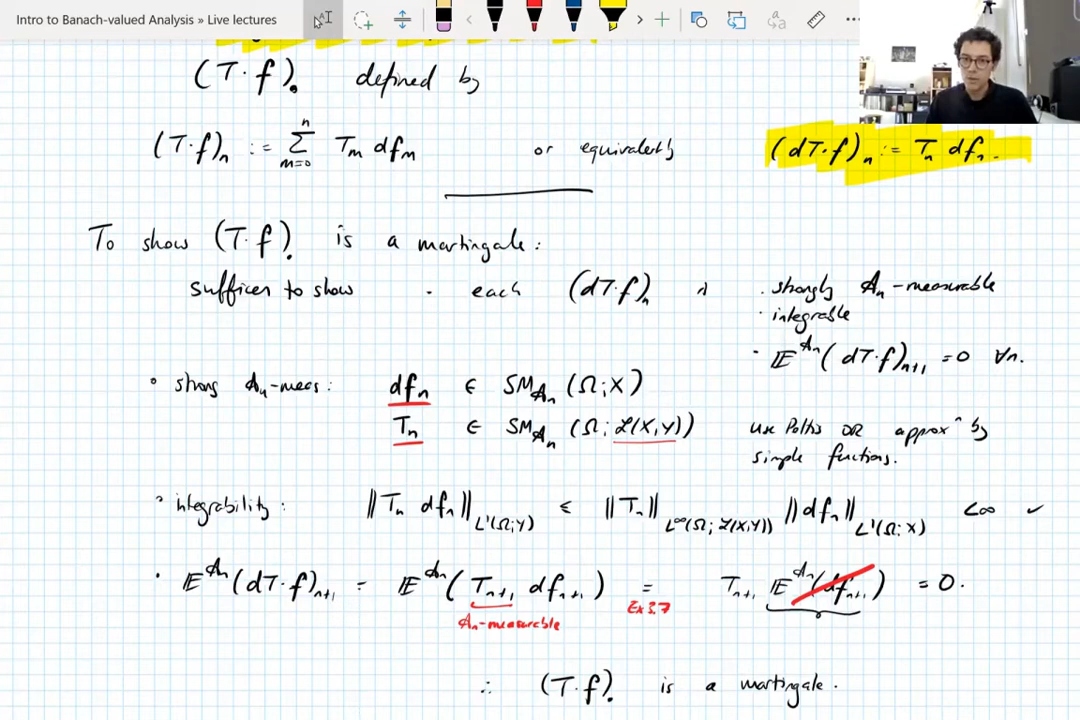 Intro to Banach-valued Analysis » Live lectures
(T·f)• defined by
(T·f)ₙ := Σⁿₘ₌₀ Tₘ dfₘ or equivalently (dT·f)ₙ := Tₙ dfₙ.
To show (T·f)• is a martingale:
suffices to show · each (dT·f)ₙ is · strongly 𝒜ₙ-measurable
· integrable
· 𝔼^𝒜ₙ (dT·f)ₙ₊₁ = 0 ∀n.
• strong 𝒜ₙ-meas: dfₙ ∈ SM_𝒜ₙ (Ω; X)
Tₙ ∈ SM_𝒜ₙ (Ω; ℒ(X,Y)) use Pettis OR approxⁿ by
simple functions.
• integrability: ||Tₙ dfₙ||_L¹(Ω;Y) ≤ ||Tₙ||_L∞(Ω; ℒ(X,Y)) ||dfₙ||_L¹(Ω;X) < ∞ ✓
• 𝔼^𝒜ₙ (dT·f)ₙ₊₁ = 𝔼^𝒜ₙ (Tₙ₊₁ dfₙ₊₁) = Tₙ₊₁ 𝔼^𝒜ₙ (dfₙ₊₁) = 0.
𝒜ₙ-measurable Ex 3.7
∴ (T·f)• is a martingale.